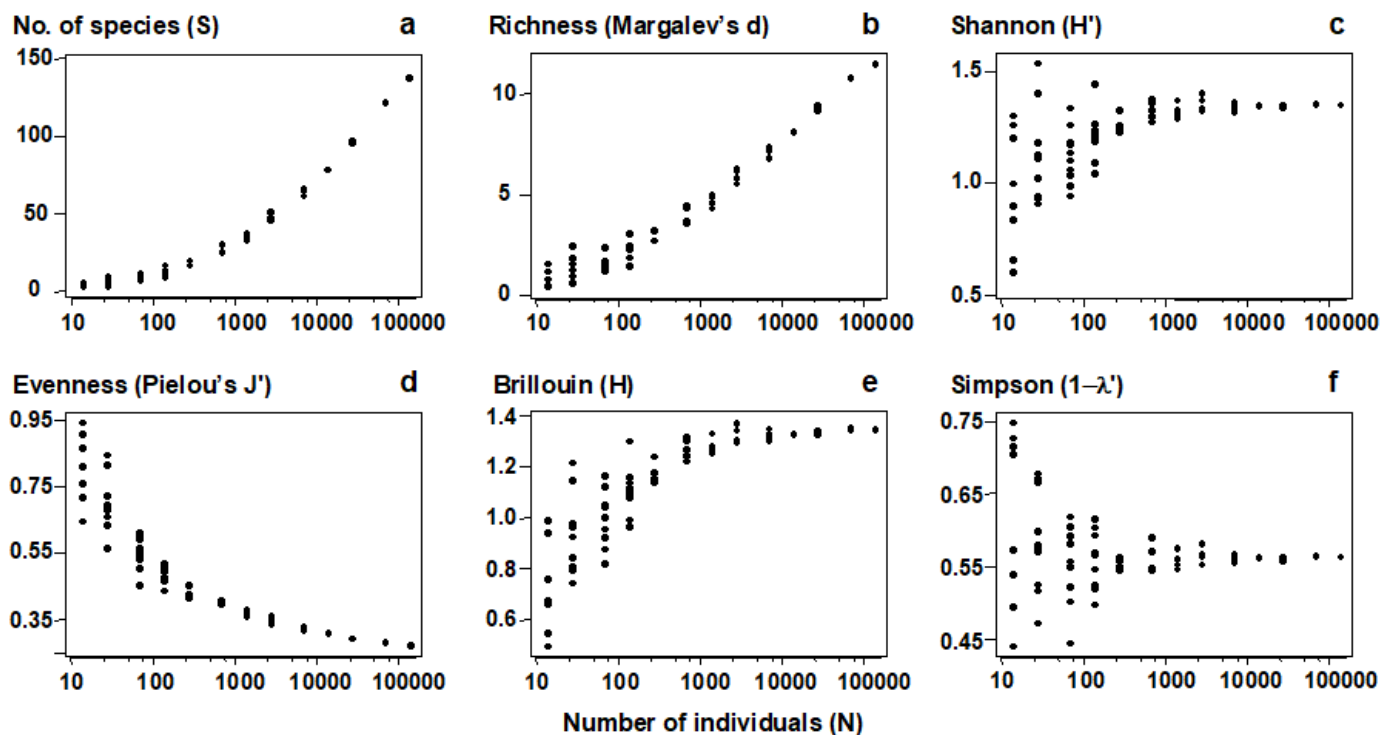 No. of species (S) a
150
100
50
0
10 100 1000 10000 100000
Richness (Margalev's d) b
10
5
0
10 100 1000 10000 100000
Shannon (H') c
1.5
1.0
0.5
10 100 1000 10000 100000
Evenness (Pielou's J') d
0.95
0.75
0.55
0.35
10 100 1000 10000 100000
Brillouin (H) e
1.4
1.2
1.0
0.8
0.6
10 100 1000 10000 100000
Simpson (1–λ') f
0.75
0.65
0.55
0.45
10 100 1000 10000 100000
Number of individuals (N)